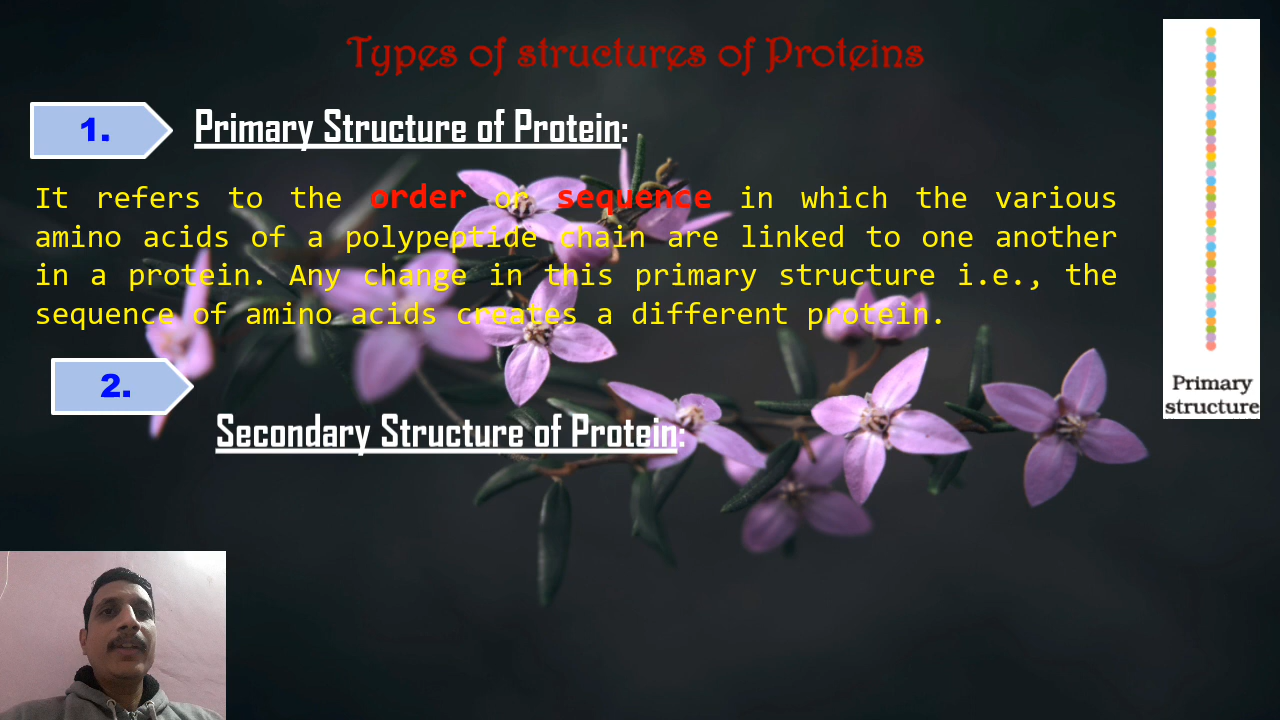 Types of structures of Proteins
1.
Primary Structure of Protein:
It refers to the order or sequence in which the various
amino acids of a polypeptide chain are linked to one another
in a protein. Any change in this primary structure i.e., the
sequence of amino acids creates a different protein.
2.
Secondary Structure of Protein:
Primary
structure